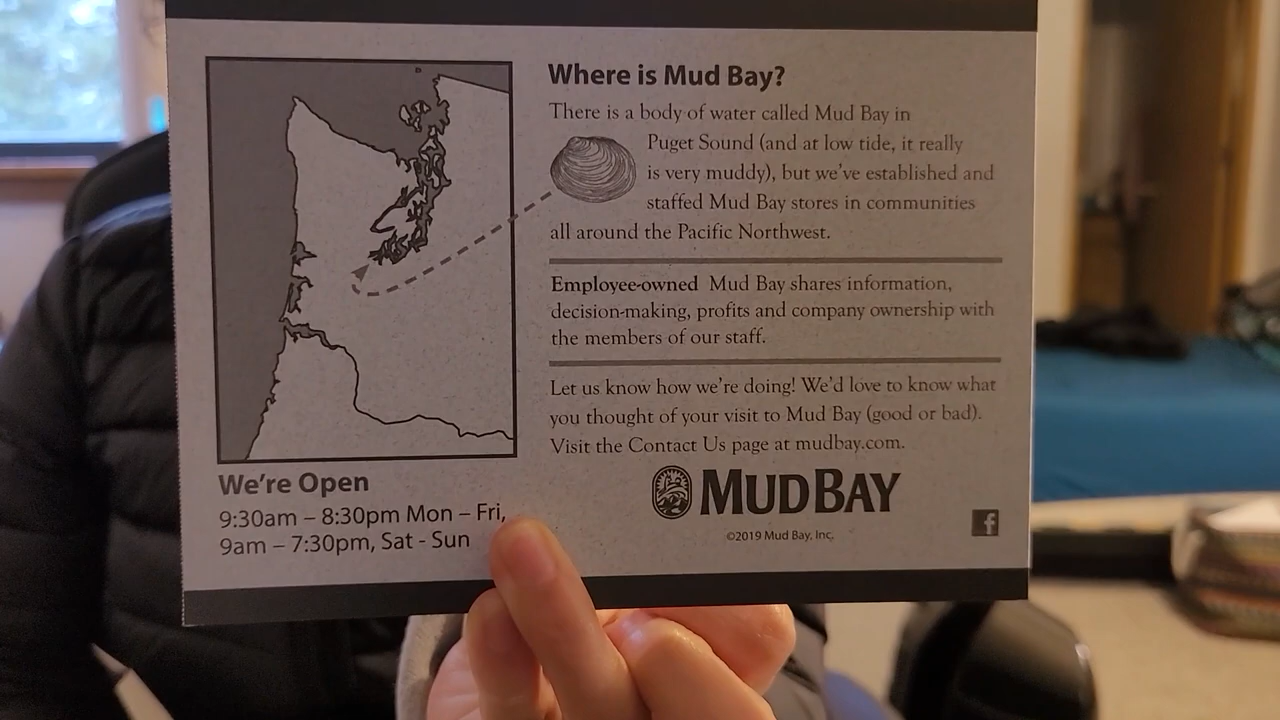 Where is Mud Bay?
There is a body of water called Mud Bay in
Puget Sound (and at low tide, it really
is very muddy), but we've established and
staffed Mud Bay stores in communities
all around the Pacific Northwest.
Employee-owned Mud Bay shares information,
decision-making, profits and company ownership with
the members of our staff.
Let us know how we're doing! We'd love to know what
you thought of your visit to Mud Bay (good or bad).
Visit the Contact Us page at mudbay.com.
We're Open
9:30am – 8:30pm Mon – Fri,
9am – 7:30pm, Sat - Sun
MUD BAY
©2019 Mud Bay, Inc.
f